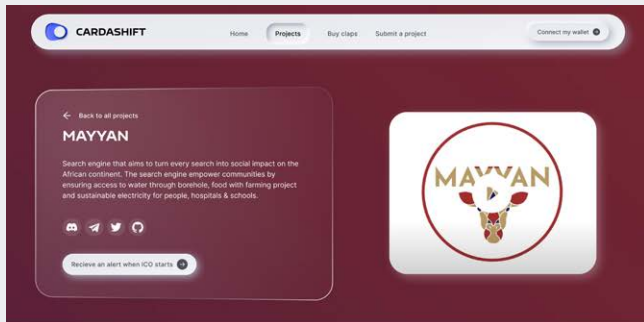 CARDASHIFT
Home
Projects
Buy claps
Submit a project
Connect my wallet
Back to all projects
MAYYAN
Search engine that aims to turn every search into social impact on the
African continent. The search engine empower communities by
ensuring access to water through borehole, food with farming project
and sustainable electricity for people, hospitals & schools.
Recieve an alert when ICO starts
MAYYAN